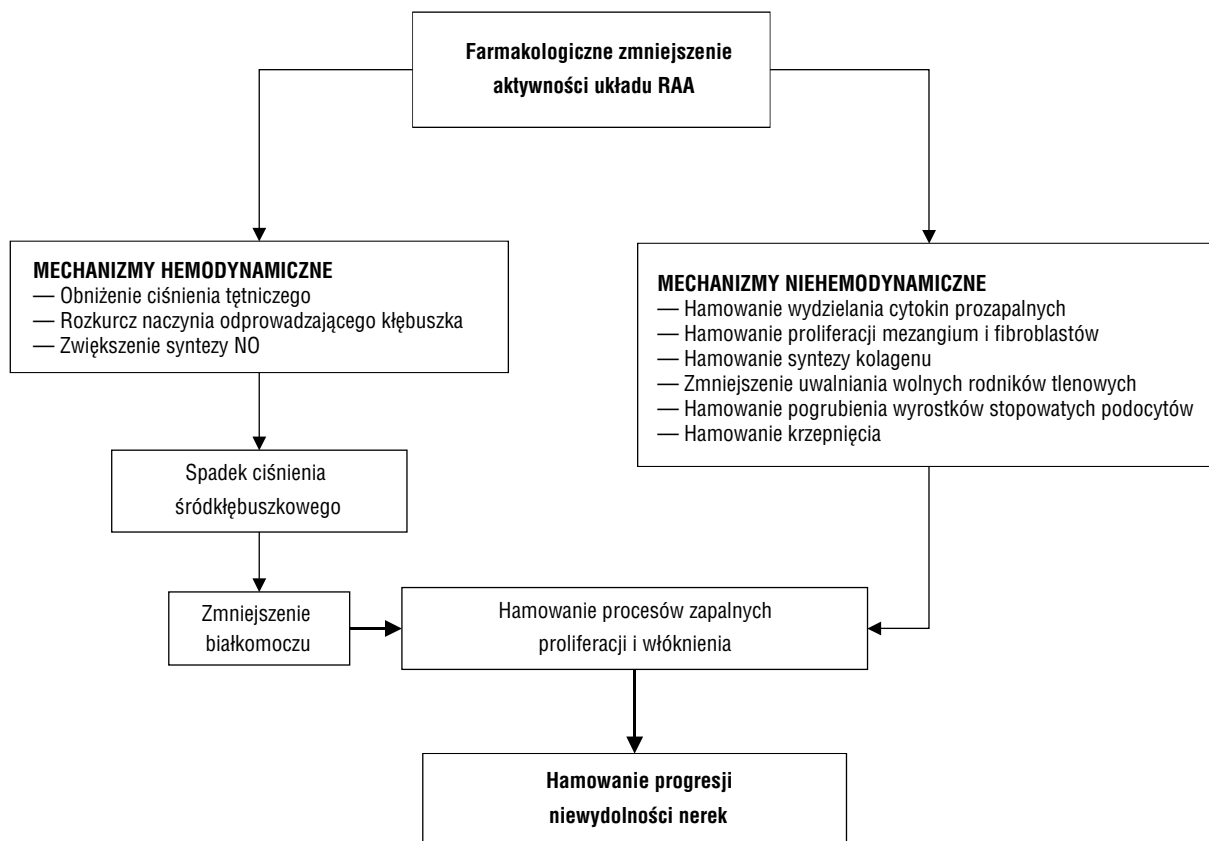 Farmakologiczne zmniejszenie
aktywności układu RAA
MECHANIZMY HEMODYNAMICZNE
— Obniżenie ciśnienia tętniczego
— Rozkurcz naczynia odprowadzającego kłębuszka
— Zwiększenie syntezy NO
MECHANIZMY NIEHEMODYNAMICZNE
— Hamowanie wydzielania cytokin prozapalnych
— Hamowanie proliferacji mezangium i fibroblastów
— Hamowanie syntezy kolagenu
— Zmniejszenie uwalniania wolnych rodników tlenowych
— Hamowanie pogrubienia wyrostków stopowatych podocytów
— Hamowanie krzepnięcia
Spadek ciśnienia
śródkłębuszkowego
Zmniejszenie
białkomoczu
Hamowanie procesów zapalnych
proliferacji i włóknienia
Hamowanie progresji
niewydolności nerek